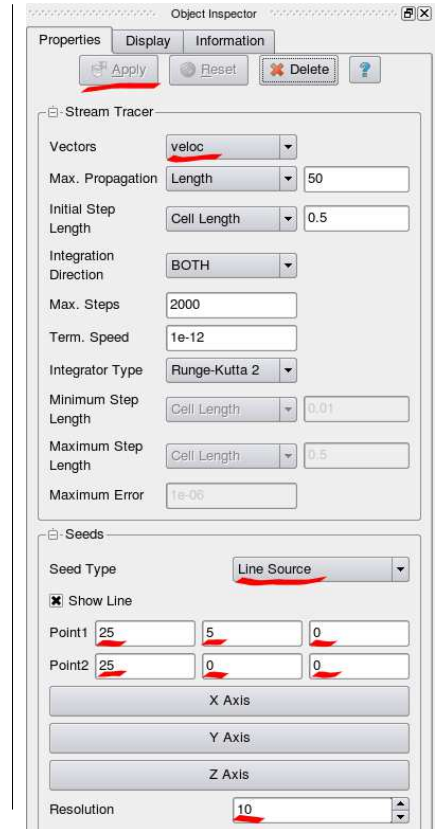 Object Inspector
Properties Display Information
Apply Reset Delete ?
Stream Tracer
Vectors veloc
Max. Propagation Length 50
Initial Step
Length Cell Length 0.5
Integration
Direction BOTH
Max. Steps 2000
Term. Speed 1e-12
Integrator Type Runge-Kutta 2
Minimum Step
Length Cell Length 0.01
Maximum Step
Length Cell Length 0.5
Maximum Error 1e-06
Seeds
Seed Type Line Source
Show Line
Point1 25 5 0
Point2 25 0 0
X Axis
Y Axis
Z Axis
Resolution 10